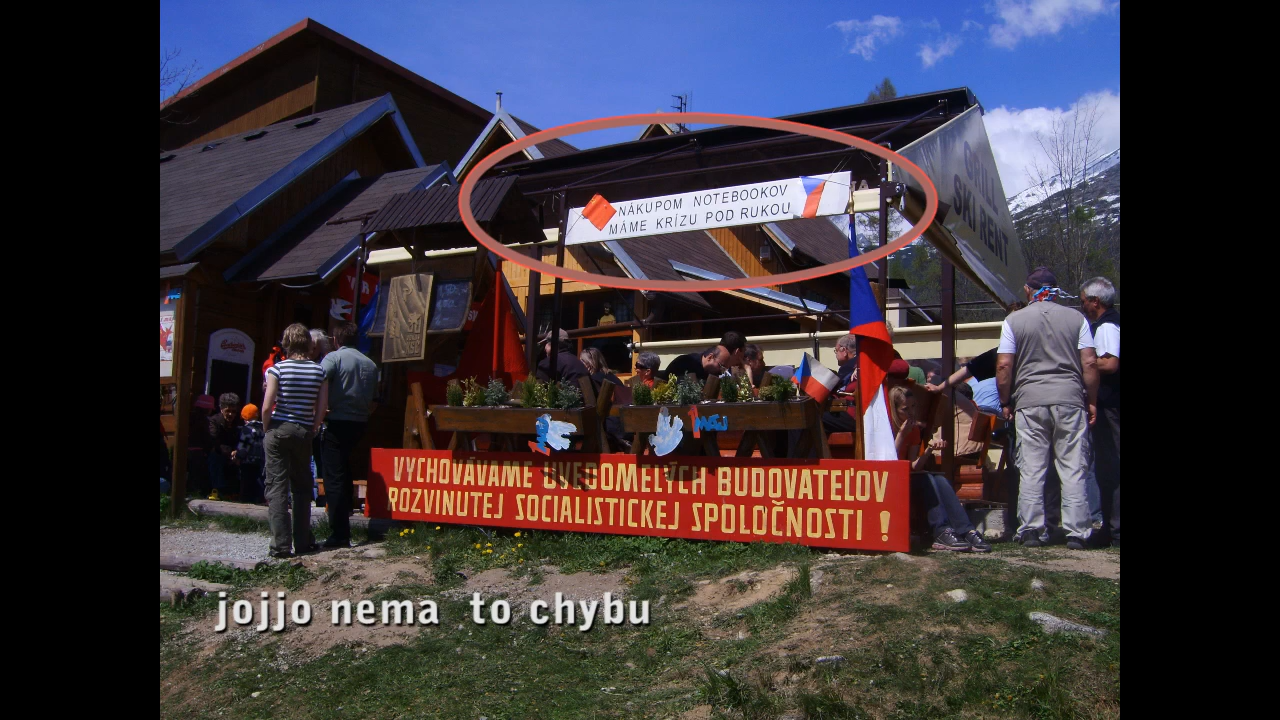 NÁKUPOM NOTEBOOKOV
MÁME KRÍZU POD RUKOU
GRILL
SKI RENT
1 MÁJ
VYCHOVÁVAME UVEDOMELÝCH BUDOVATEĽOV
ROZVINUTEJ SOCIALISTICKEJ SPOLOČNOSTI !
jojjo nema to chybu